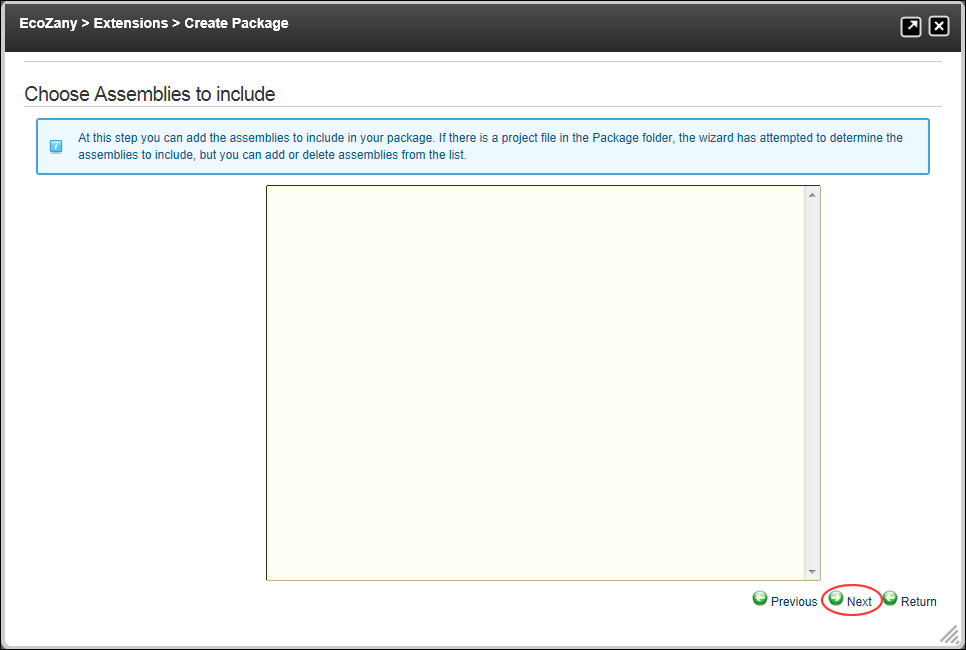 EcoZany > Extensions > Create Package
Choose Assemblies to include
At this step you can add the assemblies to include in your package. If there is a project file in the Package folder, the wizard has attempted to determine the
assemblies to include, but you can add or delete assemblies from the list.
Previous Next Return